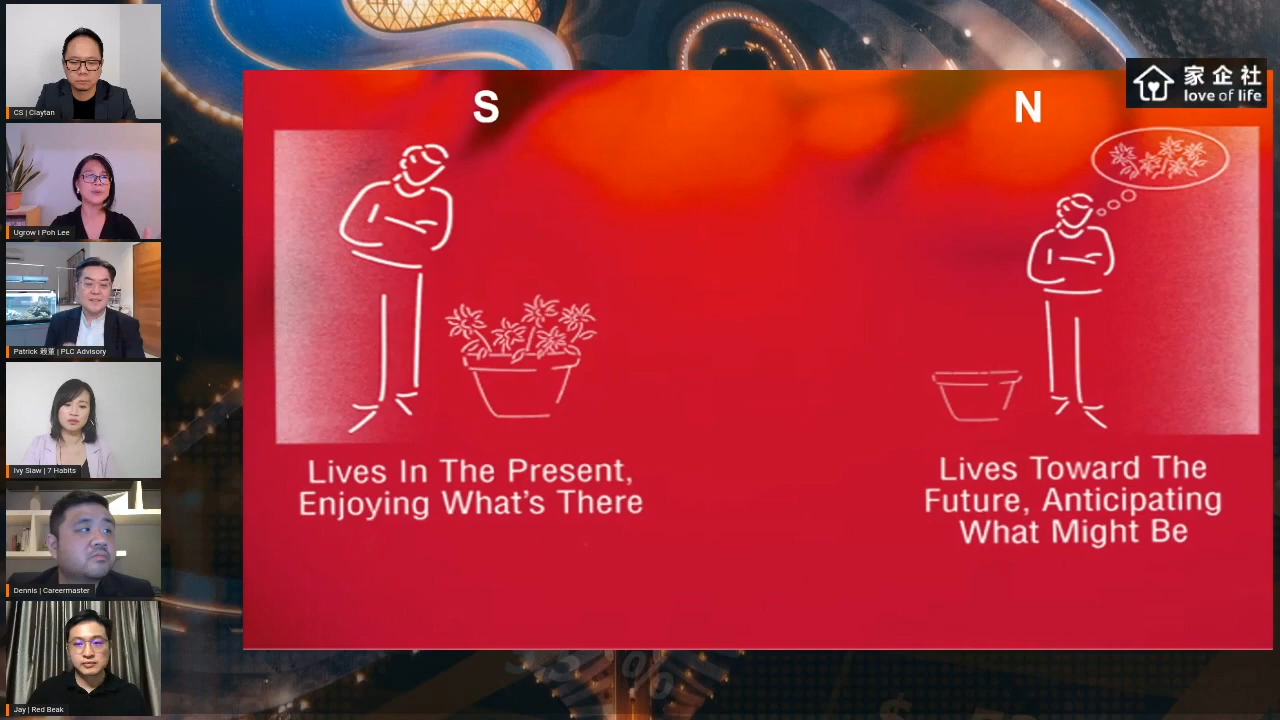 CS | Claytan
Ugrow I Poh Lee
Patrick 賴董 | PLC Advisory
Ivy Siaw | 7 Habits
Dennis | Careermaster
Jay | Red Beak
家企社
love of life
S
N
Lives In The Present,
Enjoying What's There
Lives Toward The
Future, Anticipating
What Might Be